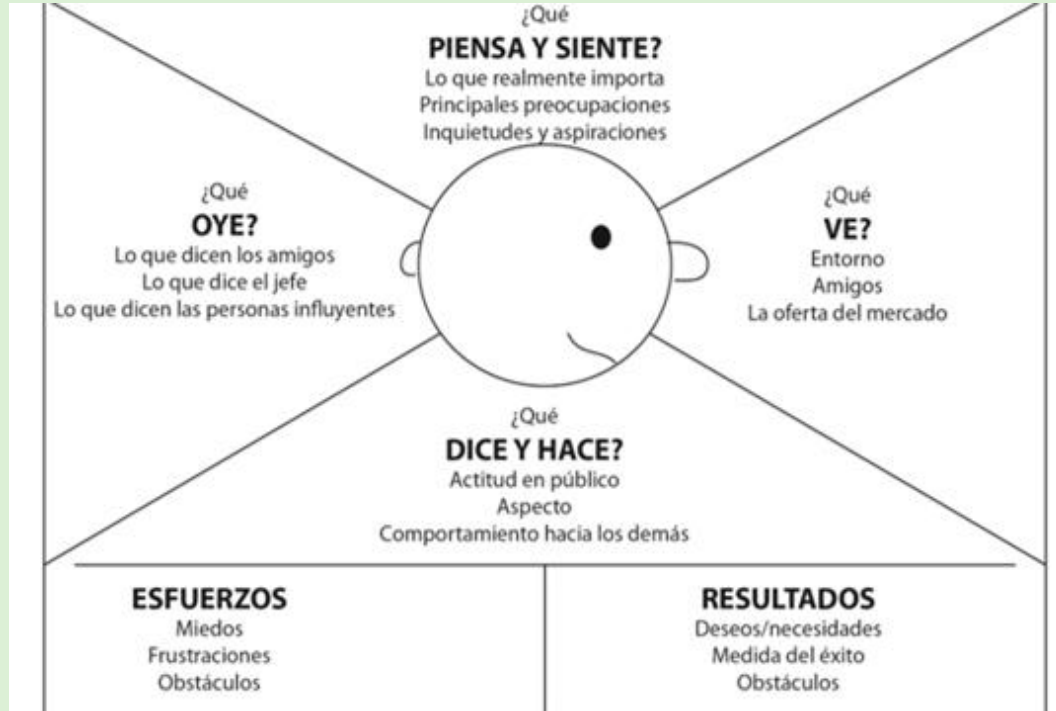 ¿Qué
PIENSA Y SIENTE?
Lo que realmente importa
Principales preocupaciones
Inquietudes y aspiraciones
¿Qué
OYE?
Lo que dicen los amigos
Lo que dice el jefe
Lo que dicen las personas influyentes
¿Qué
VE?
Entorno
Amigos
La oferta del mercado
¿Qué
DICE Y HACE?
Actitud en público
Aspecto
Comportamiento hacia los demás
ESFUERZOS
Miedos
Frustraciones
Obstáculos
RESULTADOS
Deseos/necesidades
Medida del éxito
Obstáculos